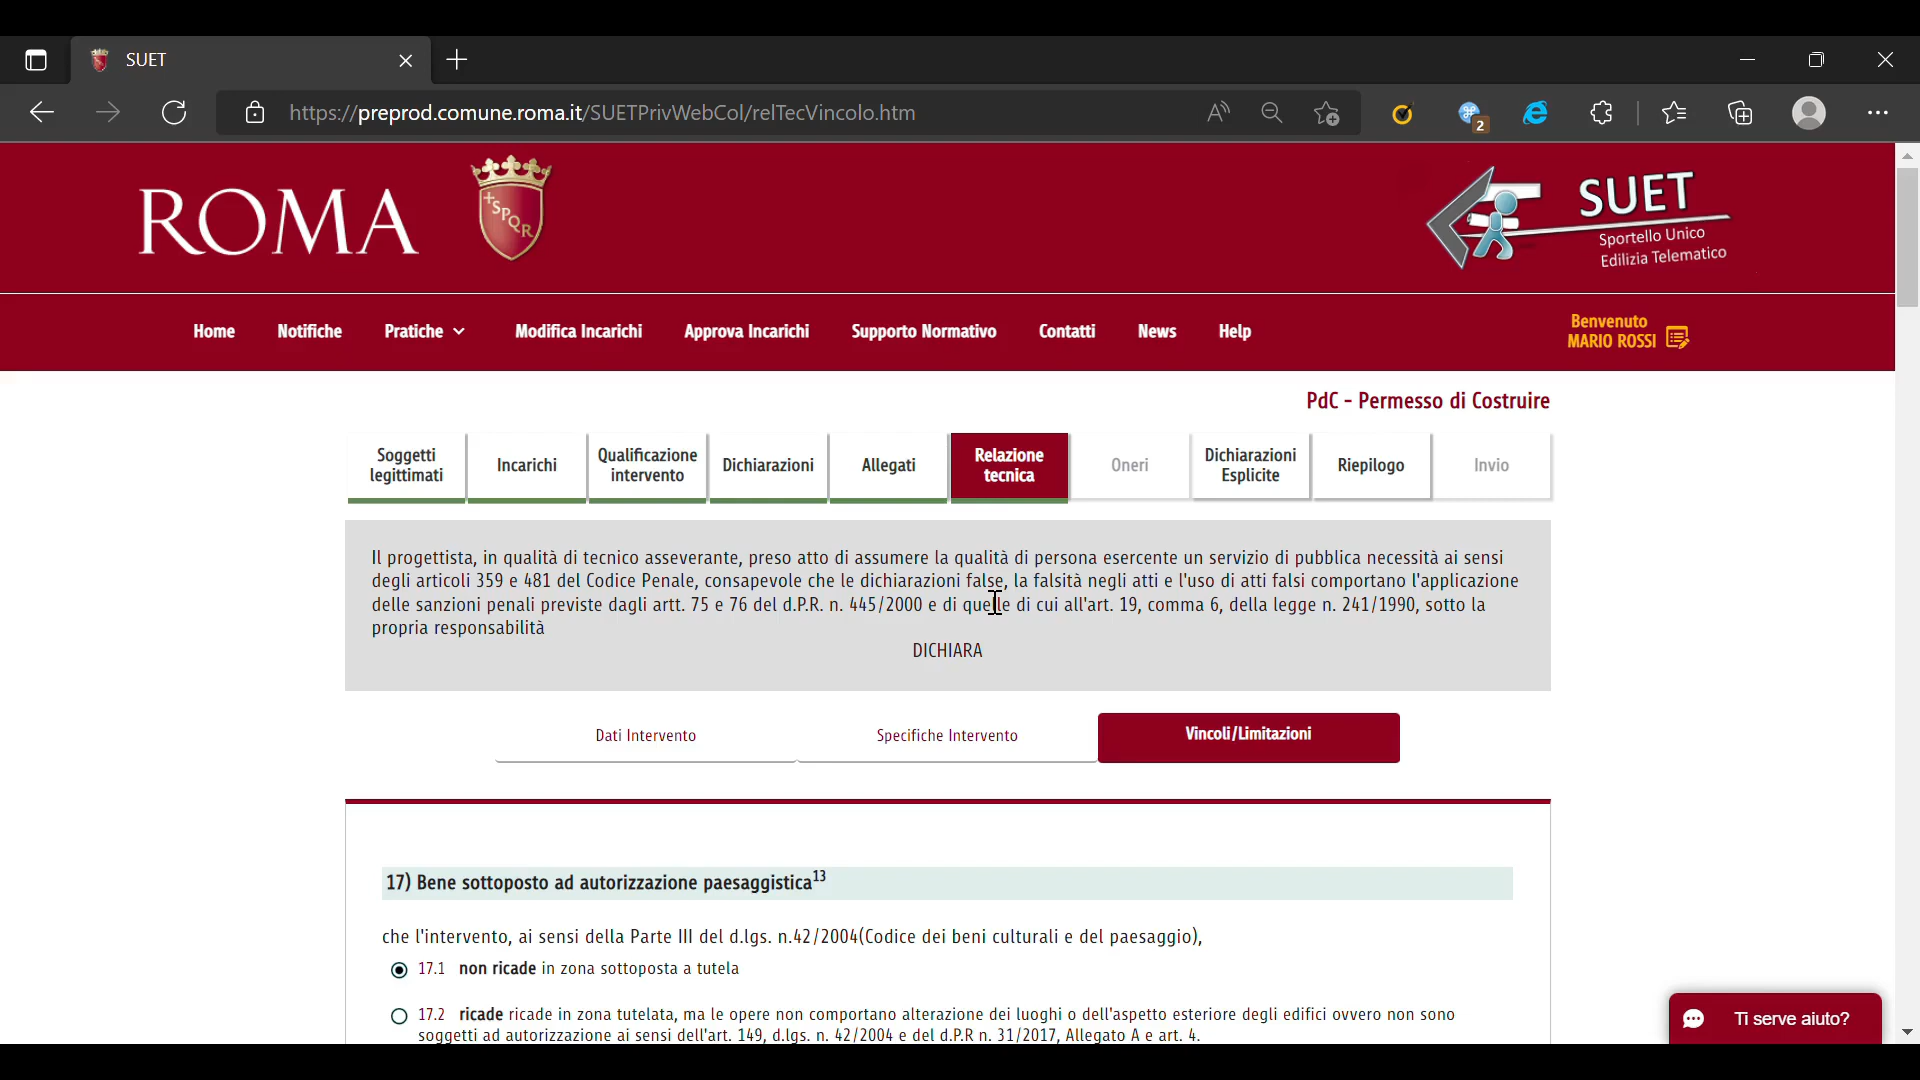 SUET
https://preprod.comune.roma.it/SUETPrivWebCol/relTecVincolo.htm
2
ROMA
SPQR
SUET
Sportello Unico
Edilizia Telematico
Home Notifiche Pratiche Modifica Incarichi Approva Incarichi Supporto Normativo Contatti News Help
Benvenuto
MARIO ROSSI
PdC - Permesso di Costruire
Soggetti
legittimati
Incarichi
Qualificazione
intervento
Dichiarazioni
Allegati
Relazione
tecnica
Oneri
Dichiarazioni
Esplicite
Riepilogo
Invio
Il progettista, in qualità di tecnico asseverante, preso atto di assumere la qualità di persona esercente un servizio di pubblica necessità ai sensi
degli articoli 359 e 481 del Codice Penale, consapevole che le dichiarazioni false, la falsità negli atti e l'uso di atti falsi comportano l'applicazione
delle sanzioni penali previste dagli artt. 75 e 76 del d.P.R. n. 445/2000 e di quelle di cui all'art. 19, comma 6, della legge n. 241/1990, sotto la
propria responsabilità
DICHIARA
Dati Intervento Specifiche Intervento Vincoli/Limitazioni
17) Bene sottoposto ad autorizzazione paesaggistica13
che l'intervento, ai sensi della Parte III del d.lgs. n.42/2004(Codice dei beni culturali e del paesaggio),
17.1 non ricade in zona sottoposta a tutela
17.2 ricade ricade in zona tutelata, ma le opere non comportano alterazione dei luoghi o dell'aspetto esteriore degli edifici ovvero non sono
soggetti ad autorizzazione ai sensi dell'art. 149, d.lgs. n. 42/2004 e del d.P.R n. 31/2017, Allegato A e art. 4.
Ti serve aiuto?